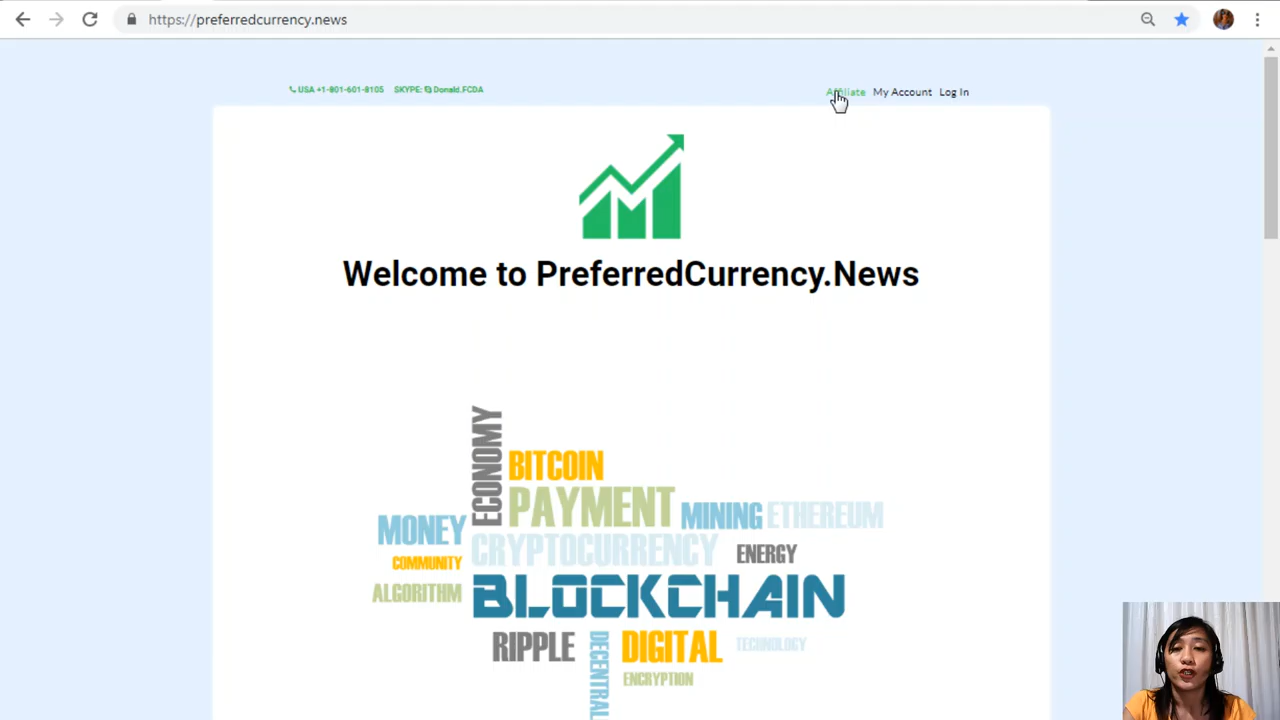 https://preferredcurrency.news
USA +1-801-601-8105 SKYPE: Donald.FCDA
Affiliate My Account Log In
Welcome to PreferredCurrency.News
ECONOMY
BITCOIN
PAYMENT
MONEY
MINING ETHEREUM
CRYPTOCURRENCY
COMMUNITY
ENERGY
ALGORITHM
BLOCKCHAIN
RIPPLE
DECENTRAL
DIGITAL
TECHNOLOGY
ENCRYPTION